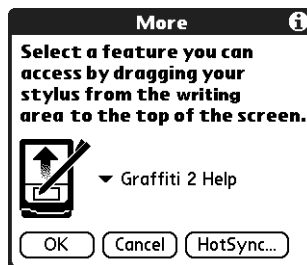 More
Select a feature you can
access by dragging your
stylus from the writing
area to the top of the screen.
Graffiti 2 Help
OK Cancel HotSync...